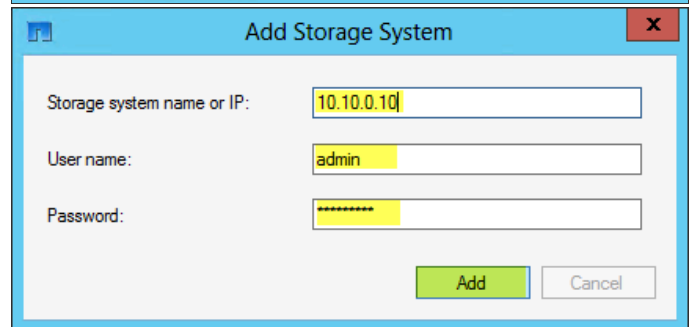 Add Storage System
x
Storage system name or IP: 10.10.0.10
User name: admin
Password: *********
Add Cancel